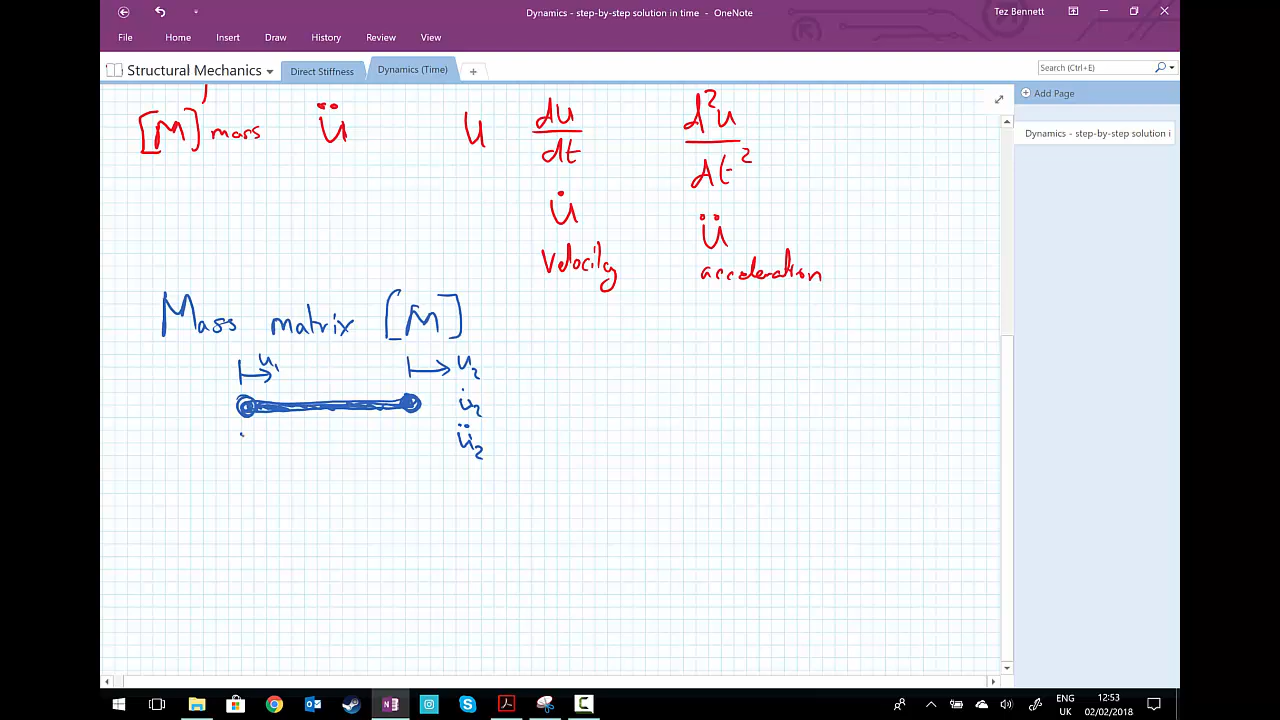 Dynamics - step-by-step solution in time - OneNote
Tez Bennett
File Home Insert Draw History Review View
Structural Mechanics
Direct Stiffness
Dynamics (Time)
Search (Ctrl+E)
Add Page
Dynamics - step-by-step solution i
[M] mass ü u du/dt d²u/dt²
u̇ ü
velocity acceleration
Mass matrix [M]
u₁ u₂
u̇₂
ü₂
ENG
UK
12:53
02/02/2018